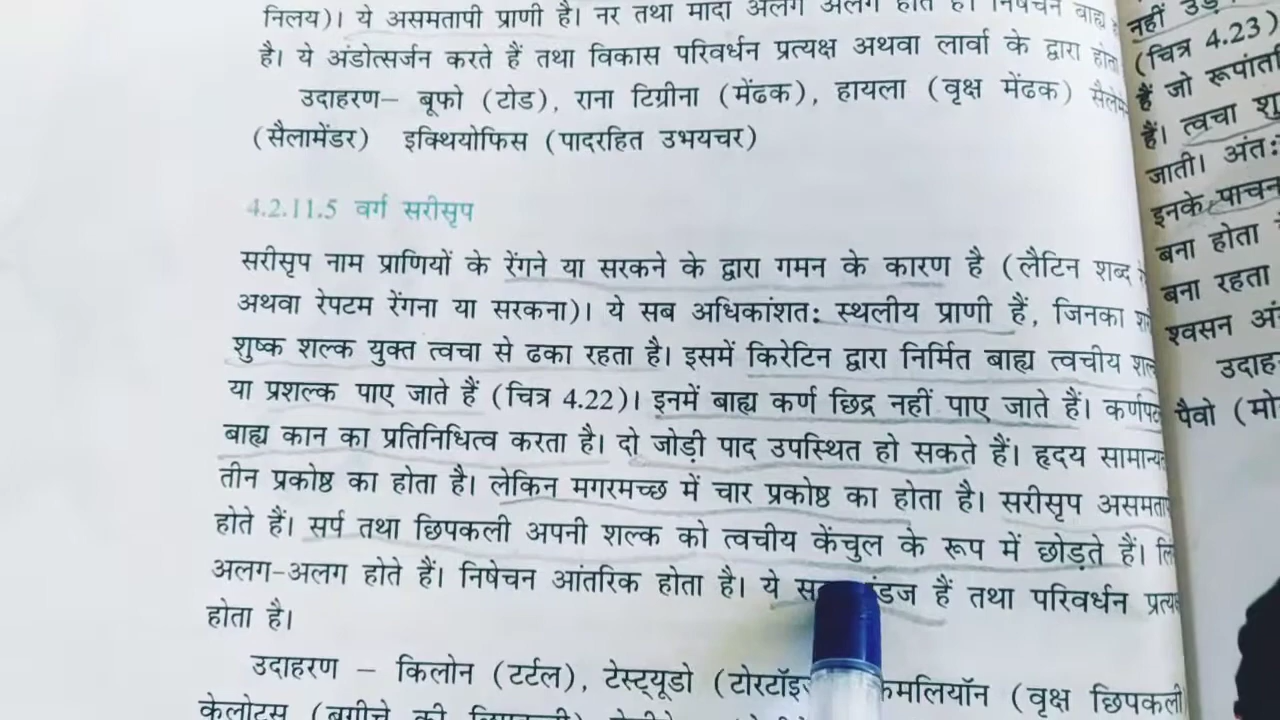 निलय)। ये असमतापी प्राणी है। नर तथा मादा अलग अलग होते हैं। निषेचन बाह्य
है। ये अंडोत्सर्जन करते हैं तथा विकास परिवर्धन प्रत्यक्ष अथवा लार्वा के द्वारा होता
उदाहरण– बूफो (टोड), राना टिग्रीना (मेंढक), हायला (वृक्ष मेंढक)
(सैलामेंडर) इक्थियोफिस (पादरहित उभयचर)
4.2.11.5 वर्ग सरीसृप
सरीसृप नाम प्राणियों के रेंगने या सरकने के द्वारा गमन के कारण है (लैटिन शब्द
अथवा रेपटम रेंगना या सरकना)। ये सब अधिकांशत: स्थलीय प्राणी हैं, जिनका
शुष्क शल्क युक्त त्वचा से ढका रहता है। इसमें किरेटिन द्वारा निर्मित बाह्य त्वचीय
या प्रशल्क पाए जाते हैं (चित्र 4.22)। इनमें बाह्य कर्ण छिद्र नहीं पाए जाते हैं।
बाह्य कान का प्रतिनिधित्व करता है। दो जोड़ी पाद उपस्थित हो सकते हैं। हृदय
तीन प्रकोष्ठ का होता है। लेकिन मगरमच्छ में चार प्रकोष्ठ का होता है। सरीसृप
होते हैं। सर्प तथा छिपकली अपनी शल्क को त्वचीय केंचुल के रूप में छोड़ते हैं।
अलग-अलग होते हैं। निषेचन आंतरिक होता है। ये हैं तथा परिवर्धन
होता है।
उदाहरण – किलोन (टर्टल), टेस्ट्यूडो (वृक्ष छिपकली
केलोटस (बगीचे की छिपकली)
नहीं
(चित्र 4.23)
हैं जो
हैं। त्वचा
जाती। अंत:
इनके पाचन
बना होता
बना रहता
श्वसन
पैवो